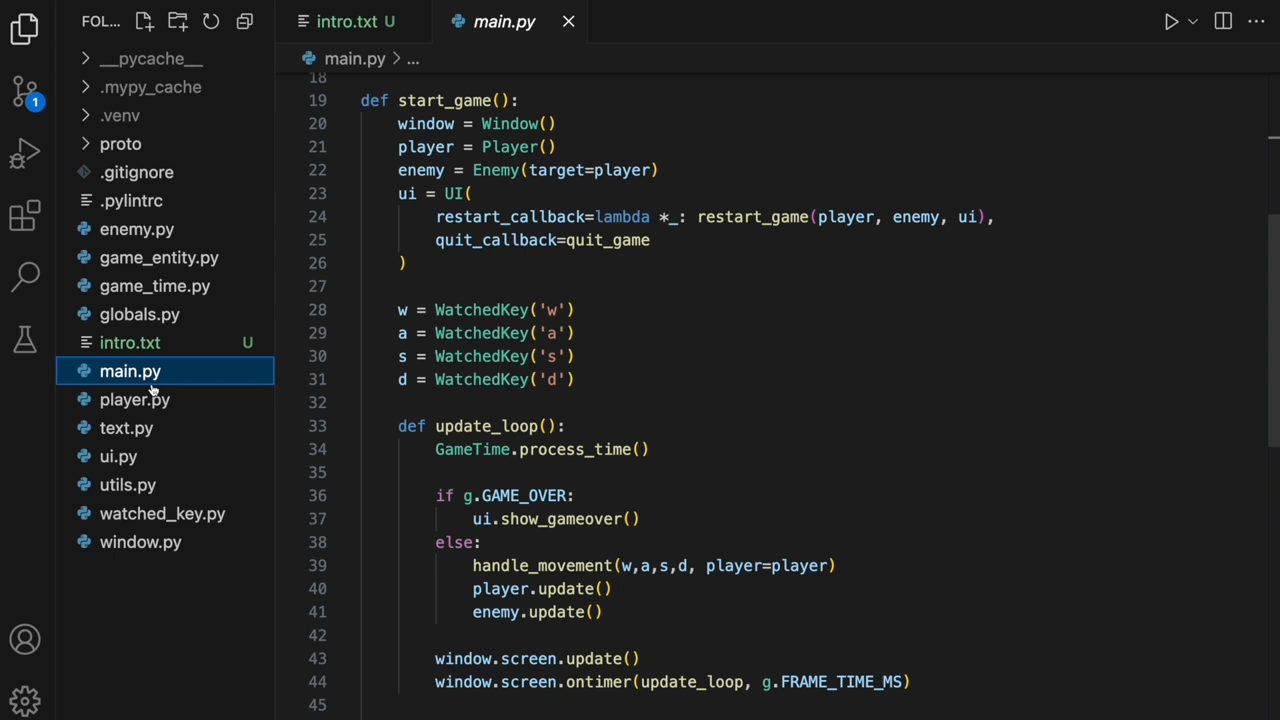 FOL...
intro.txt U
main.py
main.py > ...
1
__pycache__
.mypy_cache
.venv
proto
.gitignore
.pylintrc
enemy.py
game_entity.py
game_time.py
globals.py
intro.txt U
main.py
player.py
text.py
ui.py
utils.py
watched_key.py
window.py
18
19 def start_game():
20 window = Window()
21 player = Player()
22 enemy = Enemy(target=player)
23 ui = UI(
24 restart_callback=lambda *_: restart_game(player, enemy, ui),
25 quit_callback=quit_game
26 )
27
28 w = WatchedKey('w')
29 a = WatchedKey('a')
30 s = WatchedKey('s')
31 d = WatchedKey('d')
32
33 def update_loop():
34 GameTime.process_time()
35
36 if g.GAME_OVER:
37 ui.show_gameover()
38 else:
39 handle_movement(w,a,s,d, player=player)
40 player.update()
41 enemy.update()
42
43 window.screen.update()
44 window.screen.ontimer(update_loop, g.FRAME_TIME_MS)
45